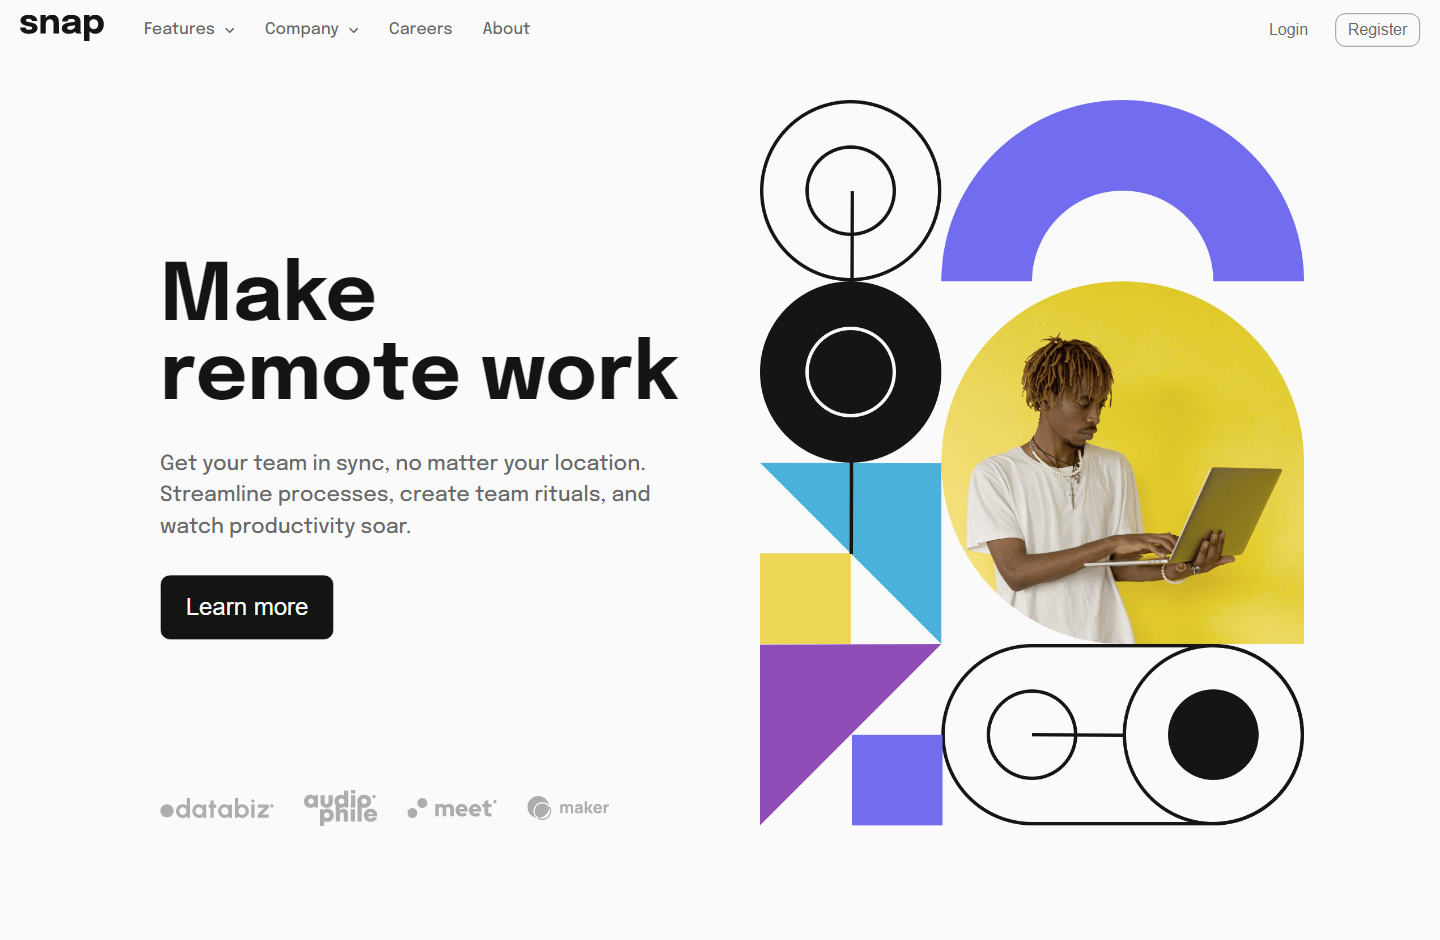 snap
Features
Company
Careers
About
Login
Register
Make
remote work
Get your team in sync, no matter your location.
Streamline processes, create team rituals, and
watch productivity soar.
Learn more
databiz
audiophile
meet
maker